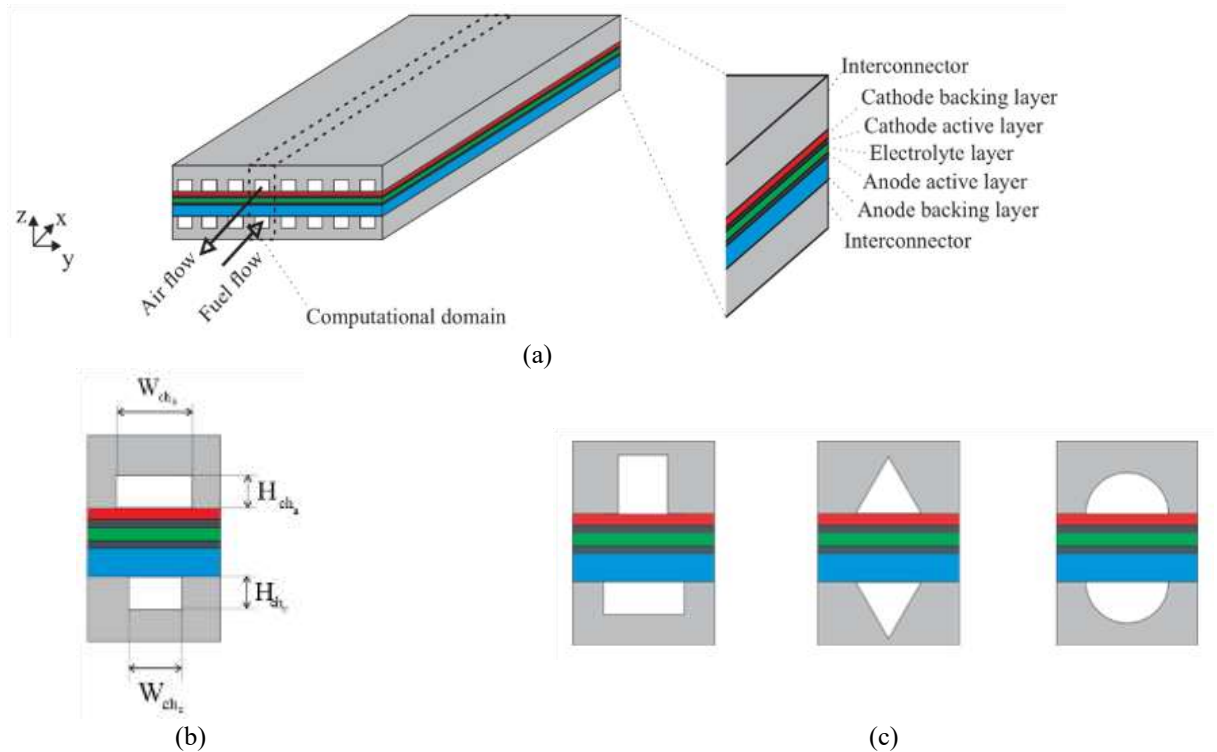 Interconnector
Cathode backing layer
Cathode active layer
Electrolyte layer
Anode active layer
Anode backing layer
Interconnector
z
x
y
Air flow
Fuel flow
Computational domain
(a)
W
H
H
W
(b)
(c)